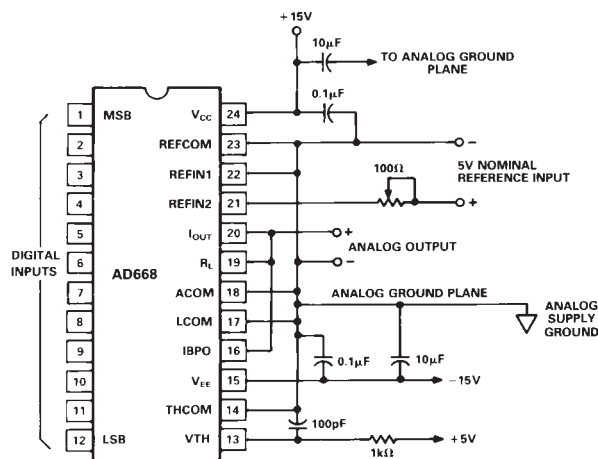 +15V
10μF
TO ANALOG GROUND
PLANE
0.1μF
1 MSB VCC 24
2 REFCOM 23 −
3 REFIN1 22
5V NOMINAL
REFERENCE INPUT
100Ω
4 REFIN2 21 +
5 IOUT 20 +
ANALOG OUTPUT
DIGITAL
INPUTS
6 RL 19
AD668
−
7 ACOM 18
ANALOG GROUND PLANE
ANALOG
SUPPLY
GROUND
8 LCOM 17
9 IBPO 16
0.1μF
10μF
10 VEE 15 −15V
11 THCOM 14
100pF
12 LSB VTH 13 +5V
1kΩ